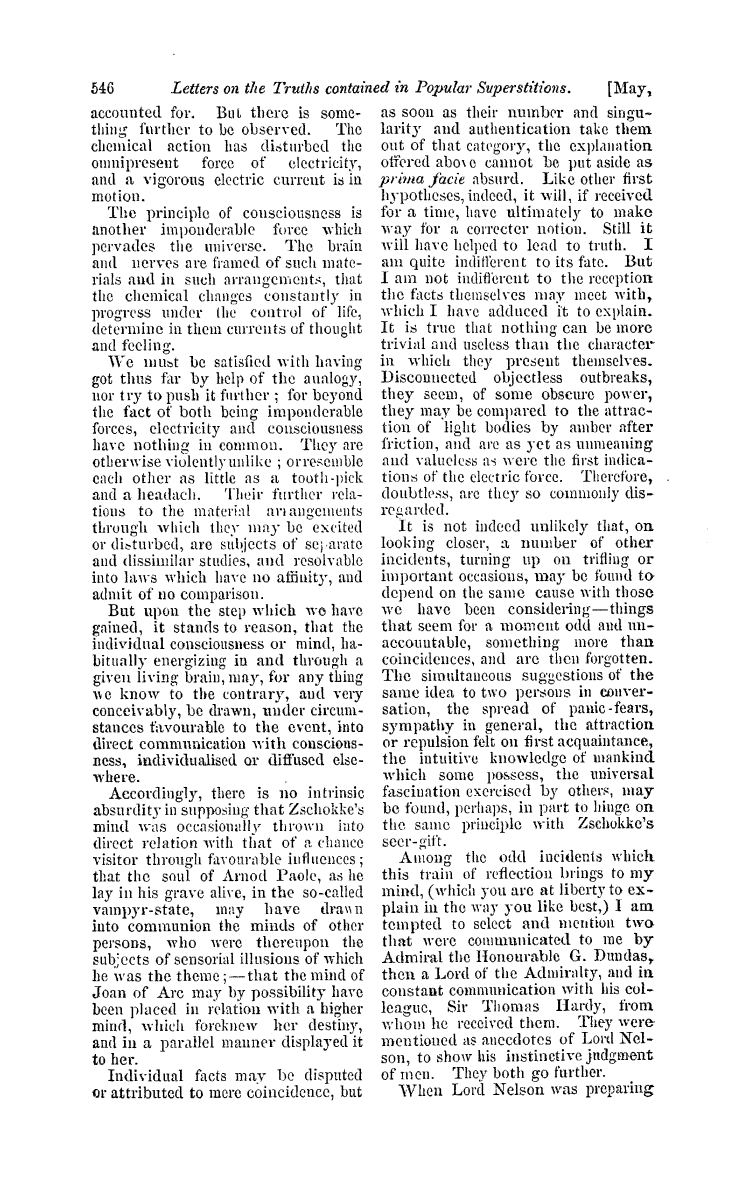 546 Letters on the Truths contained in Popular Superstitions. [May,
accounted for. But there is some-
thing further to be observed. The
chemical action has disturbed the
omnipresent force of electricity,
and a vigorous electric current is in
motion.
The principle of consciousness is
another imponderable force which
pervades the universe. The brain
and nerves are framed of such mate-
rials and in such arrangements, that
the chemical changes constantly in
progress under the control of life,
determine in them currents of thought
and feeling.
We must be satisfied with having
got thus far by help of the analogy,
nor try to push it further ; for beyond
the fact of both being imponderable
forces, electricity and consciousness
have nothing in common. They are
otherwise violently unlike ; or resemble
each other as little as a tooth-pick
and a headach. Their further rela-
tions to the material arrangements
through which they may be excited
or disturbed, are subjects of separate
and dissimilar studies, and resolvable
into laws which have no affinity, and
admit of no comparison.
But upon the step which we have
gained, it stands to reason, that the
individual consciousness or mind, ha-
bitually energizing in and through a
given living brain, may, for any thing
we know to the contrary, and very
conceivably, be drawn, under circum-
stances favourable to the event, into
direct communication with conscious-
ness, individualised or diffused else-
where.
Accordingly, there is no intrinsic
absurdity in supposing that Zschokke's
mind was occasionally thrown into
direct relation with that of a chance
visitor through favourable influences ;
that the soul of Arnod Paole, as he
lay in his grave alive, in the so-called
vampyr-state, may have drawn
into communion the minds of other
persons, who were thereupon the
subjects of sensorial illusions of which
he was the theme ;—that the mind of
Joan of Arc may by possibility have
been placed in relation with a higher
mind, which foreknew her destiny,
and in a parallel manner displayed it
to her.
Individual facts may be disputed
or attributed to mere coincidence, but
as soon as their number and singu-
larity and authentication take them
out of that category, the explanation
offered above cannot be put aside as
prima facie absurd. Like other first
hypotheses, indeed, it will, if received
for a time, have ultimately to make
way for a correcter notion. Still it
will have helped to lead to truth. I
am quite indifferent to its fate. But
I am not indifferent to the reception
the facts themselves may meet with,
which I have adduced it to explain.
It is true that nothing can be more
trivial and useless than the character
in which they present themselves.
Disconnected objectless outbreaks,
they seem, of some obscure power,
they may be compared to the attrac-
tion of light bodies by amber after
friction, and are as yet as unmeaning
and valueless as were the first indica-
tions of the electric force. Therefore,
doubtless, are they so commonly dis-
regarded.
It is not indeed unlikely that, on
looking closer, a number of other
incidents, turning up on trifling or
important occasions, may be found to
depend on the same cause with those
we have been considering—things
that seem for a moment odd and un-
accountable, something more than
coincidences, and are then forgotten.
The simultaneous suggestions of the
same idea to two persons in conver-
sation, the spread of panic-fears,
sympathy in general, the attraction
or repulsion felt on first acquaintance,
the intuitive knowledge of mankind
which some possess, the universal
fascination exercised by others, may
be found, perhaps, in part to hinge on
the same principle with Zschokke's
seer-gift.
Among the odd incidents which
this train of reflection brings to my
mind, (which you are at liberty to ex-
plain in the way you like best,) I am
tempted to select and mention two
that were communicated to me by
Admiral the Honourable G. Dundas,
then a Lord of the Admiralty, and in
constant communication with his col-
league, Sir Thomas Hardy, from
whom he received them. They were
mentioned as anecdotes of Lord Nel-
son, to show his instinctive judgment
of men. They both go further.
When Lord Nelson was preparing